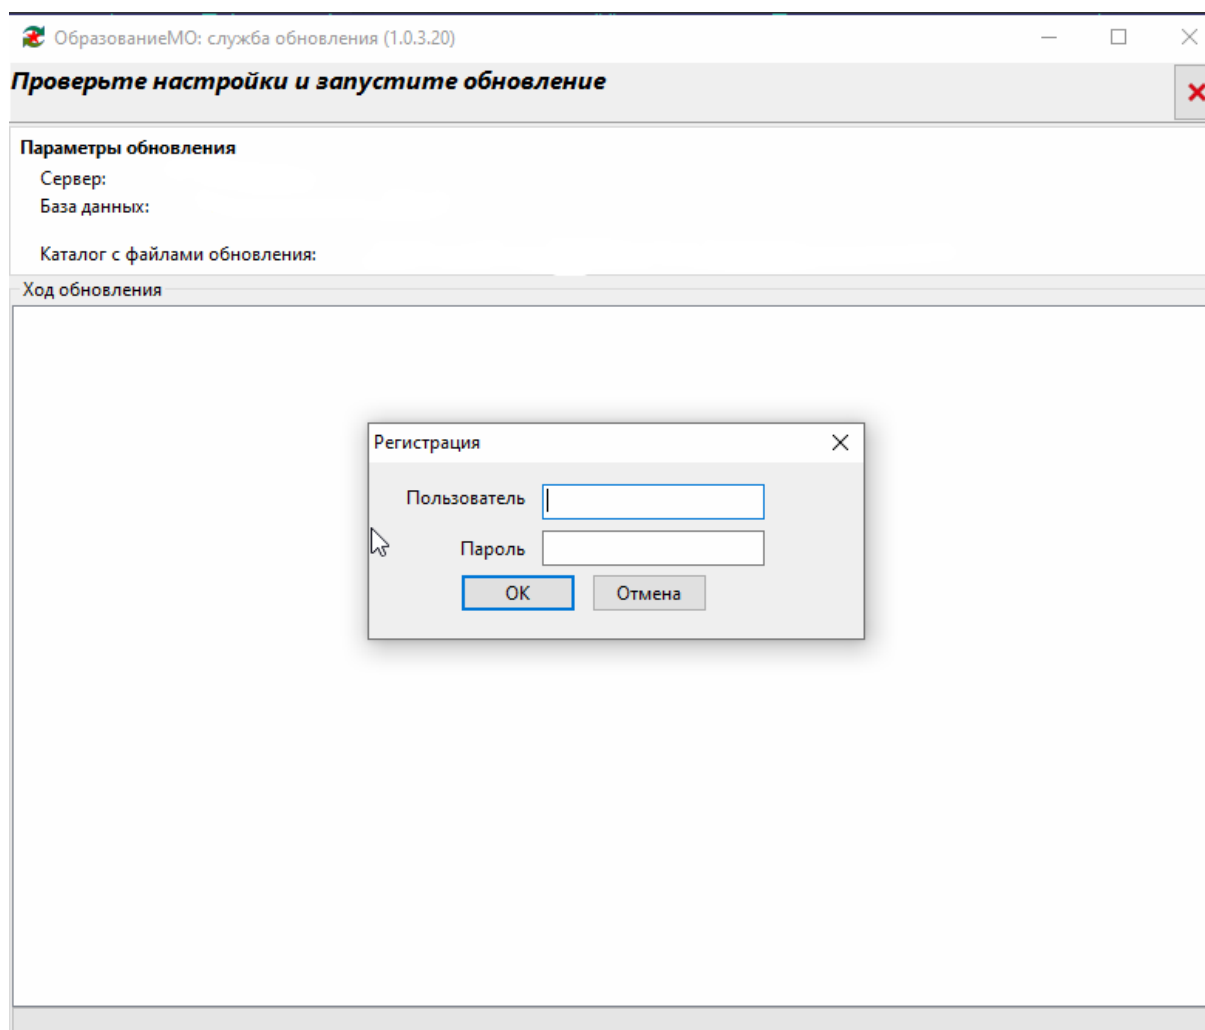 ОбразованиеМО: служба обновления (1.0.3.20)
Проверьте настройки и запустите обновление
Параметры обновления
Сервер:
База данных:
Каталог с файлами обновления:
Ход обновления
Регистрация
Пользователь
Пароль
ОК
Отмена